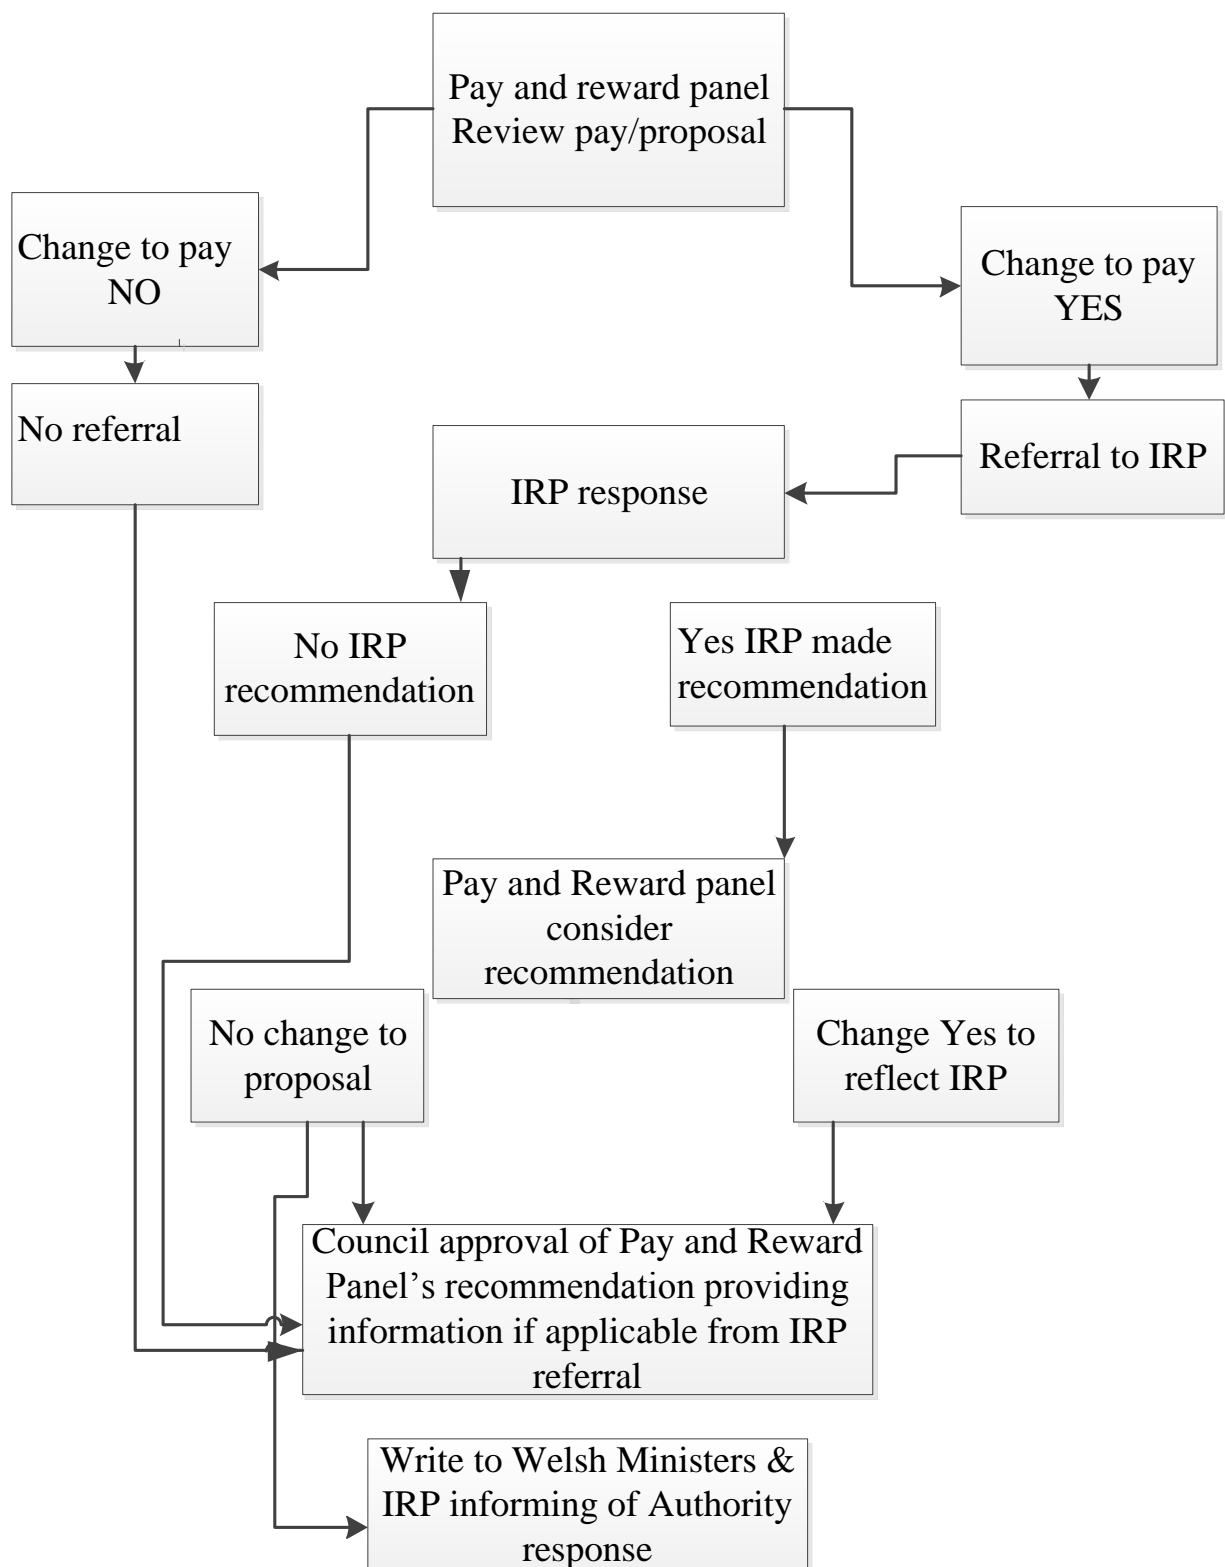 Pay and reward panel
Review pay/proposal
Change to pay
NO
Change to pay
YES
No referral
Referral to IRP
IRP response
No IRP
recommendation
Yes IRP made
recommendation
Pay and Reward panel
consider
recommendation
No change to
proposal
Change Yes to
reflect IRP
Council approval of Pay and Reward
Panel’s recommendation providing
information if applicable from IRP
referral
Write to Welsh Ministers &
IRP informing of Authority
response